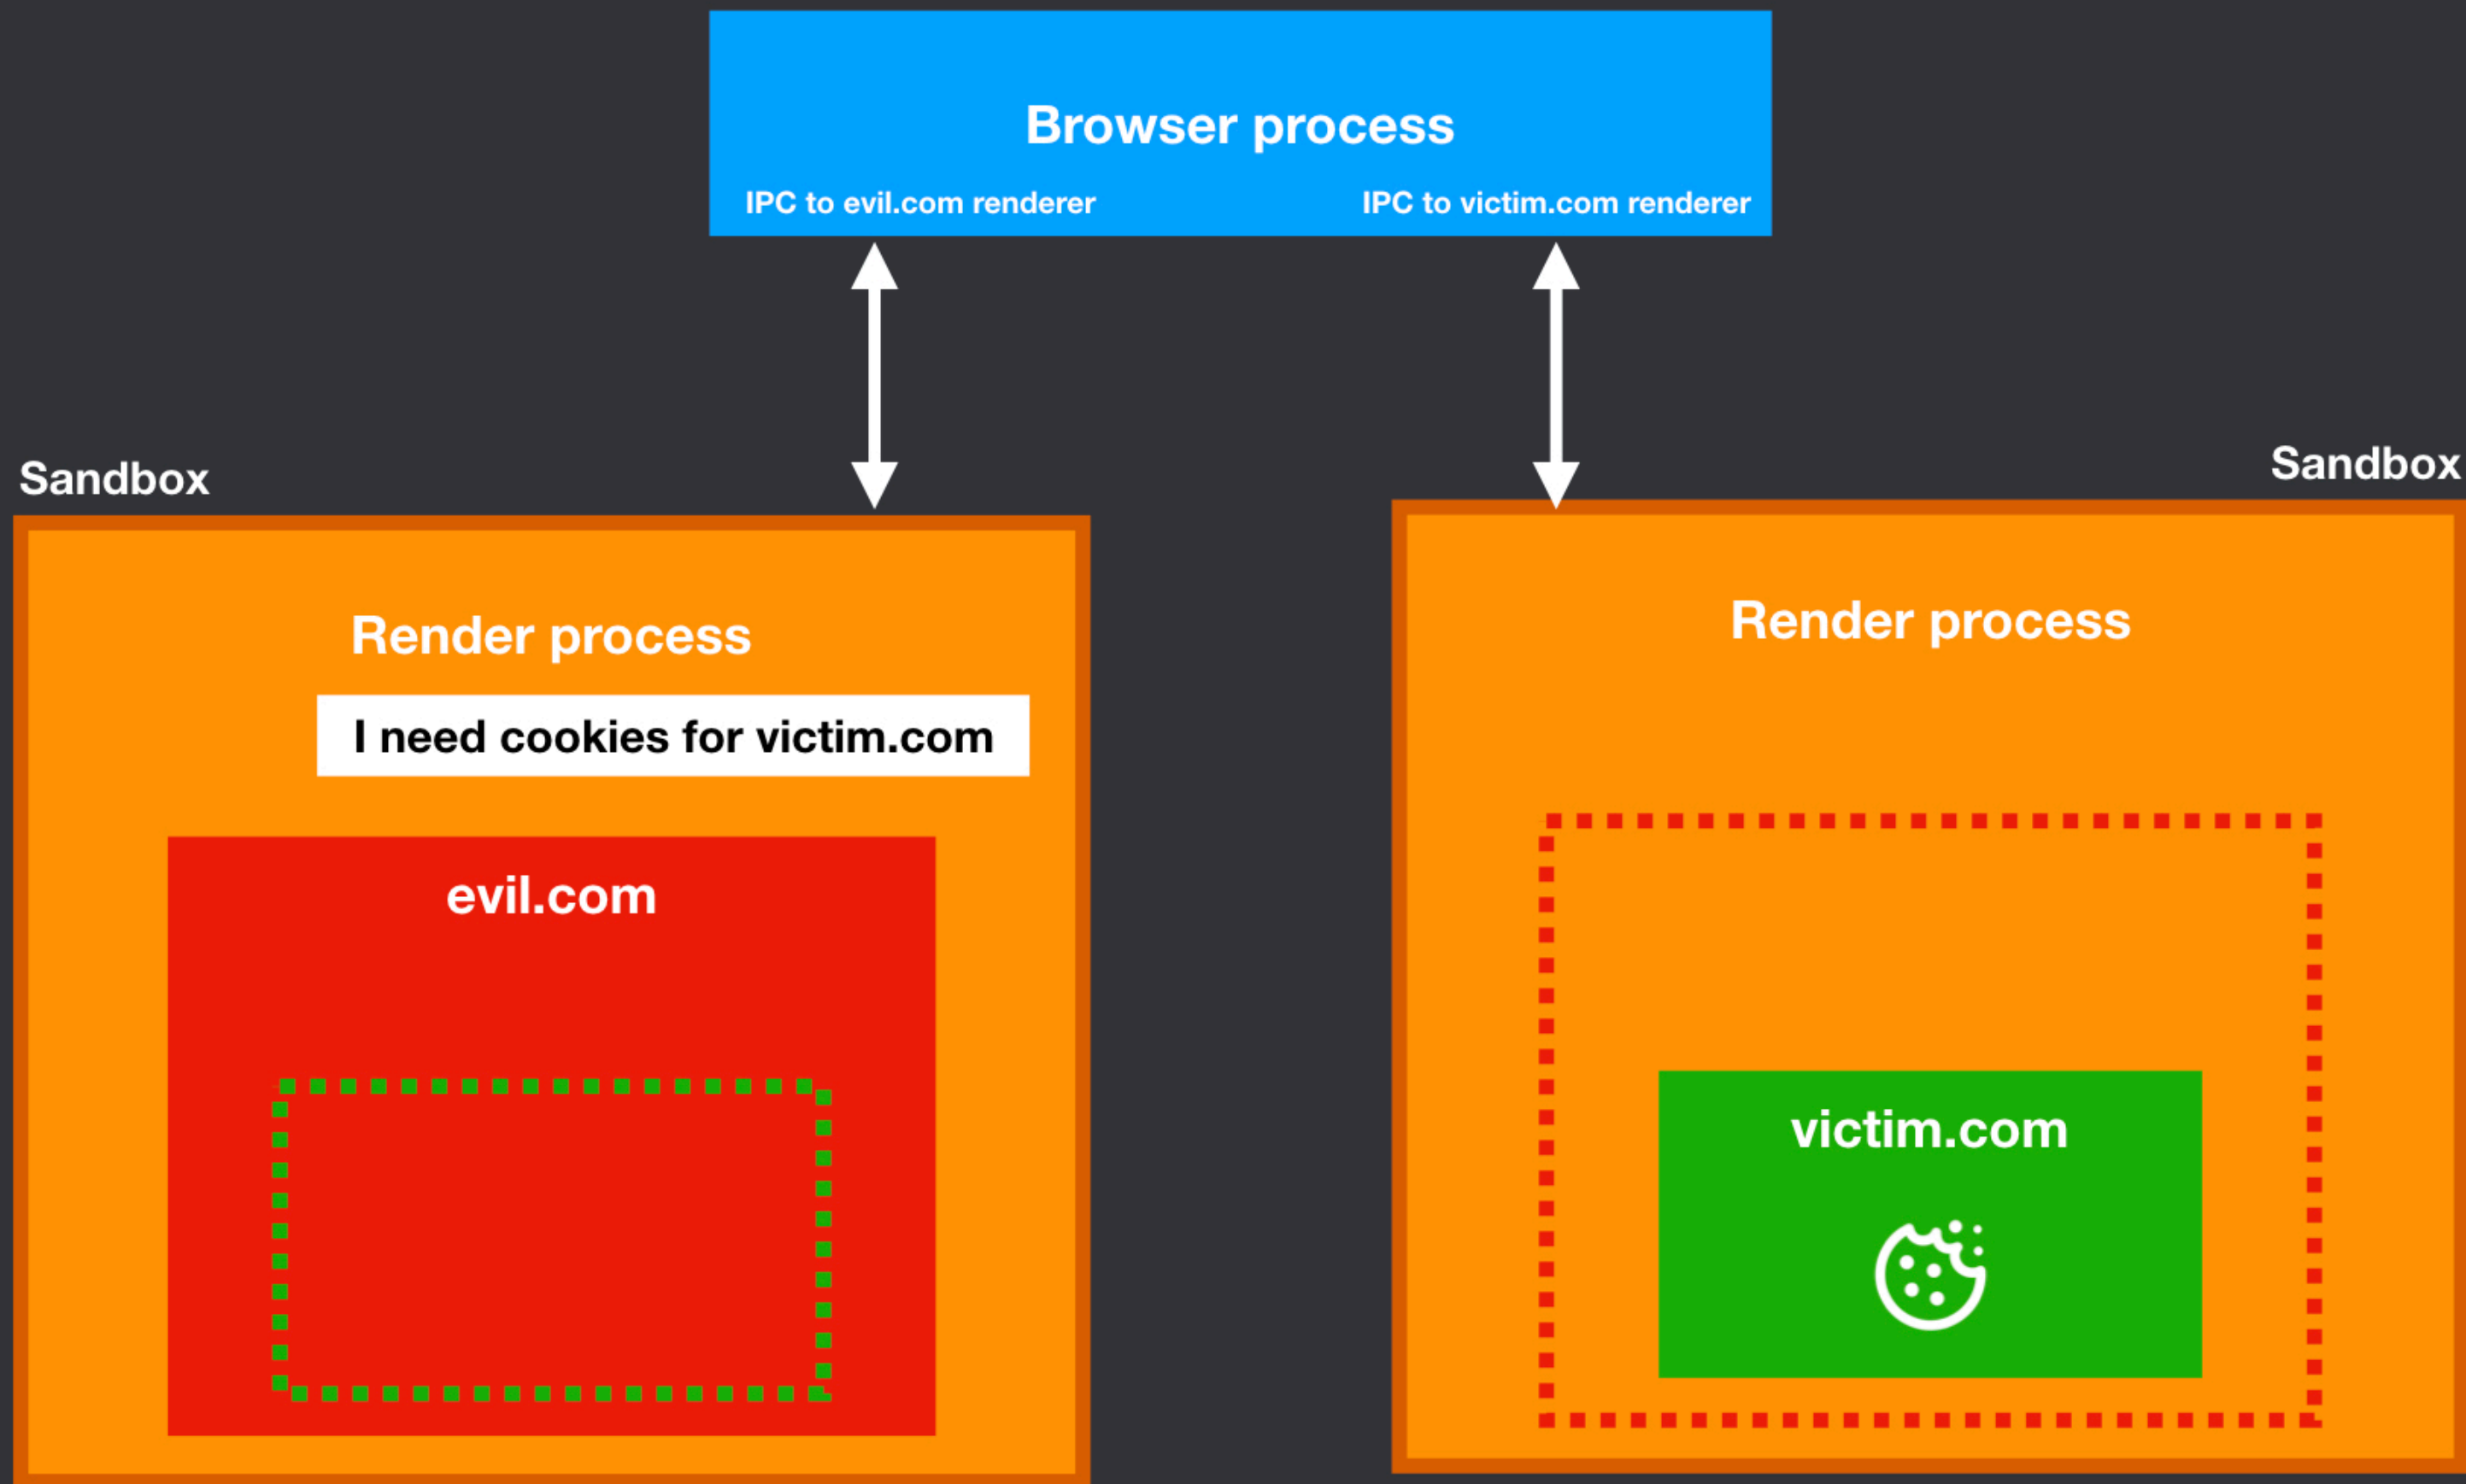 Browser process
IPC to evil.com renderer
IPC to victim.com renderer
Sandbox
Render process
I need cookies for victim.com
evil.com
Sandbox
Render process
victim.com